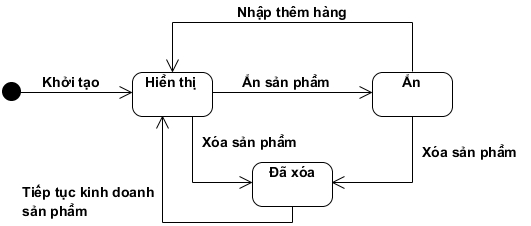 Nhập thêm hàng
Khởi tạo
Hiển thị
Ẩn sản phẩm
Ẩn
Xóa sản phẩm
Xóa sản phẩm
Đã xóa
Tiếp tục kinh doanh
sản phẩm